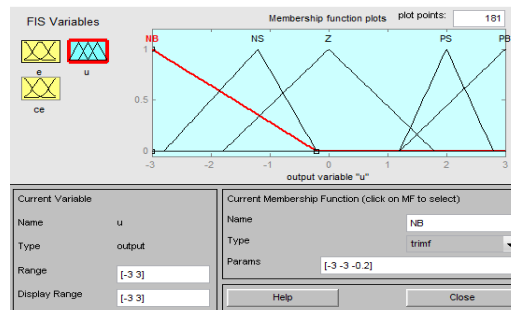 FIS Variables
Membership function plots
plot points:
181
NB
NS
Z
PS
PB
e
u
ce
1
0.5
0
-3
-2
-1
0
1
2
3
output variable "u"
Current Variable
Name
u
Type
output
Range
[-3 3]
Display Range
[-3 3]
Current Membership Function (click on MF to select)
Name
NB
Type
trimf
Params
[-3 -3 -0.2]
Help
Close